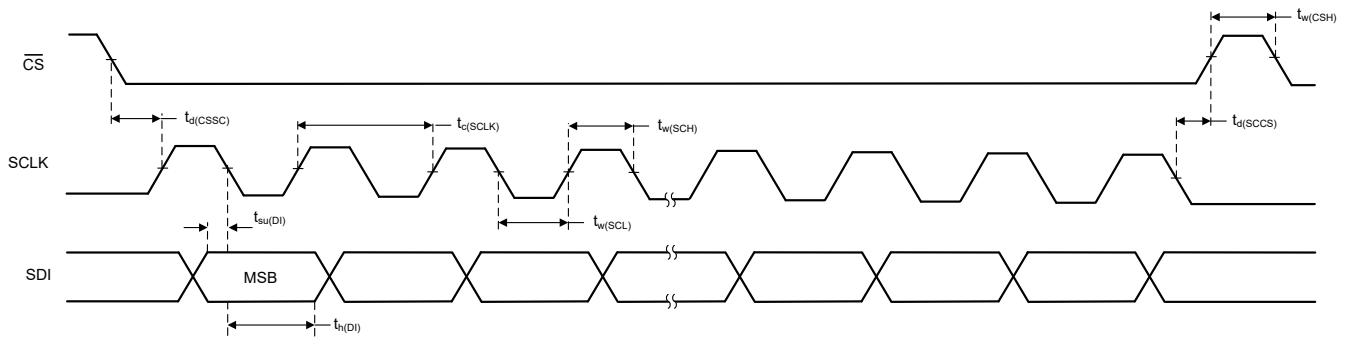 t_w(CSH)
C̅S̅
t_d(CSSC)
t_c(SCLK)
t_w(SCH)
t_d(SCCS)
SCLK
t_su(DI)
t_w(SCL)
SDI
MSB
t_h(DI)